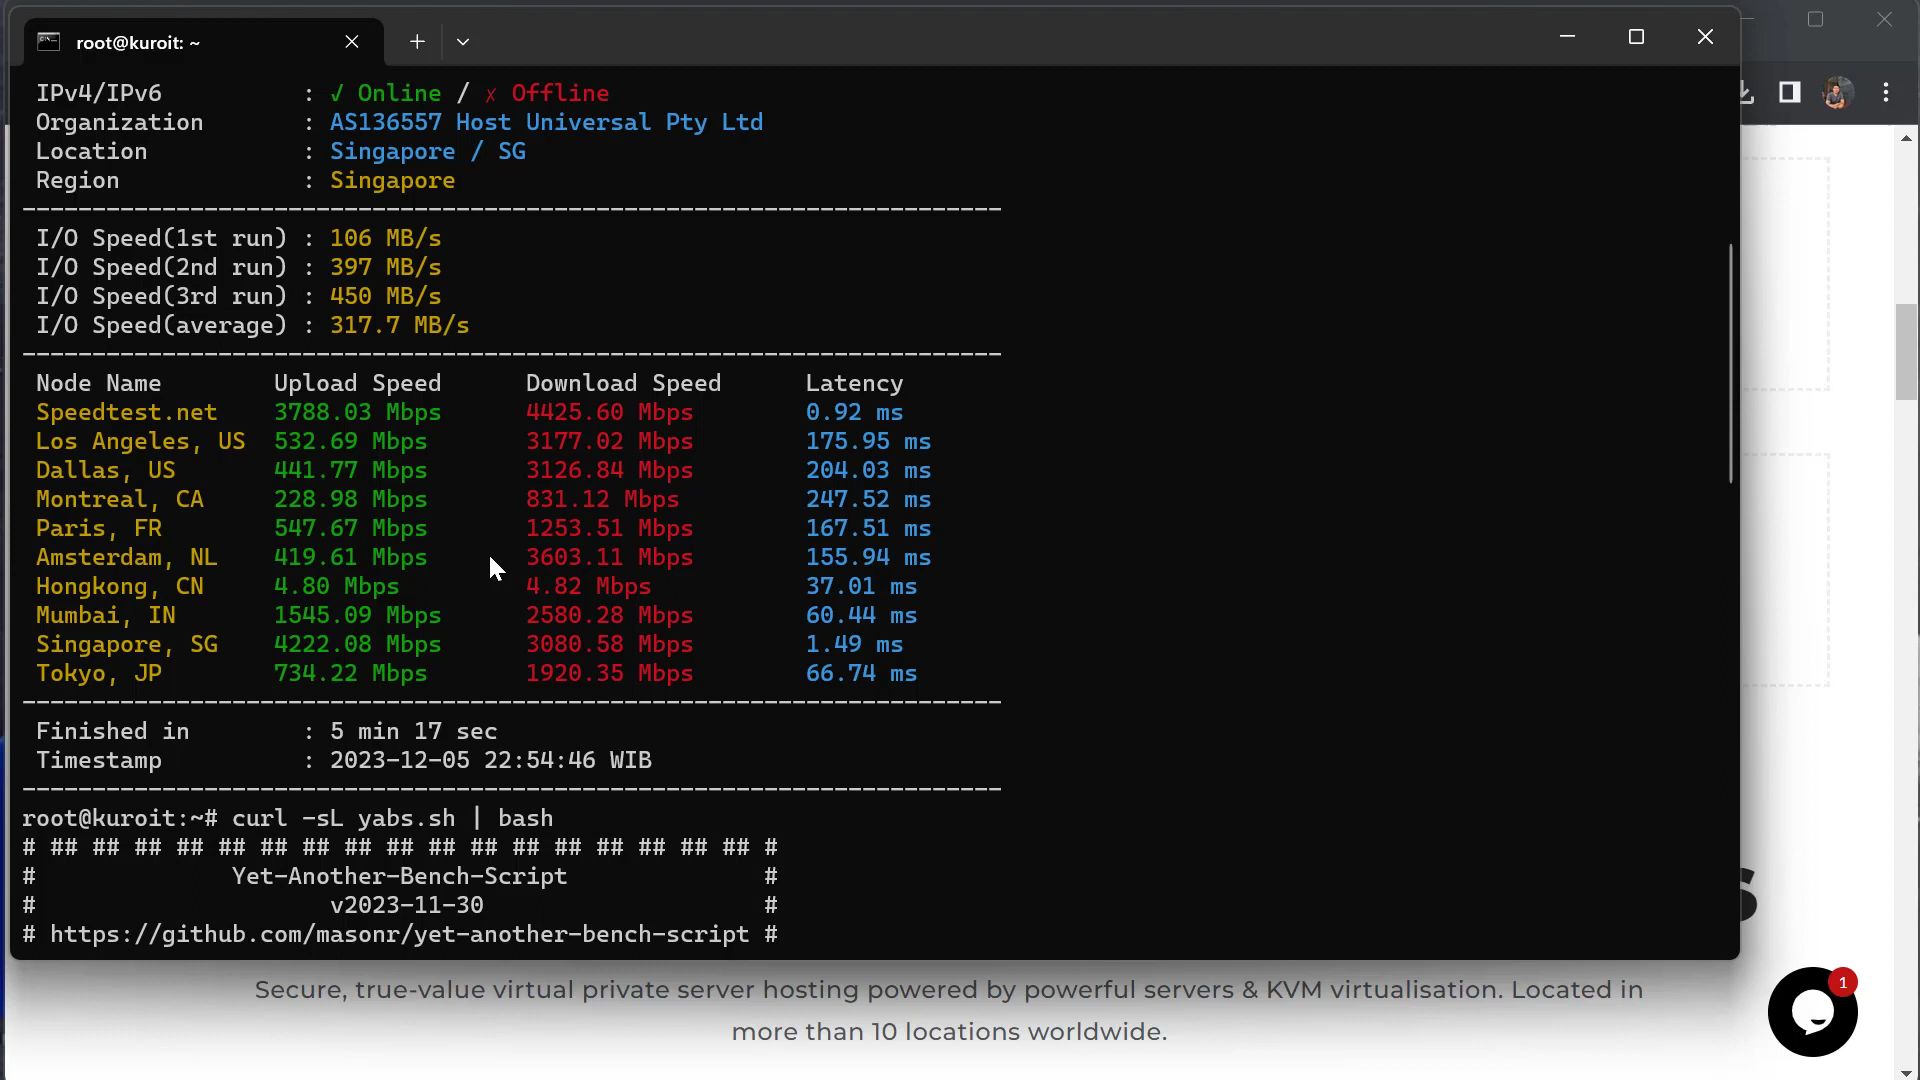 root@kuroit: ~
IPv4/IPv6 : ✓ Online / ✗ Offline
Organization : AS136557 Host Universal Pty Ltd
Location : Singapore / SG
Region : Singapore
----------------------------------------------------------------------
I/O Speed(1st run) : 106 MB/s
I/O Speed(2nd run) : 397 MB/s
I/O Speed(3rd run) : 450 MB/s
I/O Speed(average) : 317.7 MB/s
----------------------------------------------------------------------
Node Name Upload Speed Download Speed Latency
Speedtest.net 3788.03 Mbps 4425.60 Mbps 0.92 ms
Los Angeles, US 532.69 Mbps 3177.02 Mbps 175.95 ms
Dallas, US 441.77 Mbps 3126.84 Mbps 204.03 ms
Montreal, CA 228.98 Mbps 831.12 Mbps 247.52 ms
Paris, FR 547.67 Mbps 1253.51 Mbps 167.51 ms
Amsterdam, NL 419.61 Mbps 3603.11 Mbps 155.94 ms
Hongkong, CN 4.80 Mbps 4.82 Mbps 37.01 ms
Mumbai, IN 1545.09 Mbps 2580.28 Mbps 60.44 ms
Singapore, SG 4222.08 Mbps 3080.58 Mbps 1.49 ms
Tokyo, JP 734.22 Mbps 1920.35 Mbps 66.74 ms
----------------------------------------------------------------------
Finished in : 5 min 17 sec
Timestamp : 2023-12-05 22:54:46 WIB
----------------------------------------------------------------------
root@kuroit:~# curl -sL yabs.sh | bash
# ## ## ## ## ## ## ## ## ## ## ## ## ## ## ## ## ## #
# Yet-Another-Bench-Script #
# v2023-11-30 #
# https://github.com/masonr/yet-another-bench-script #
Secure, true-value virtual private server hosting powered by powerful servers & KVM virtualisation. Located in
more than 10 locations worldwide.
1